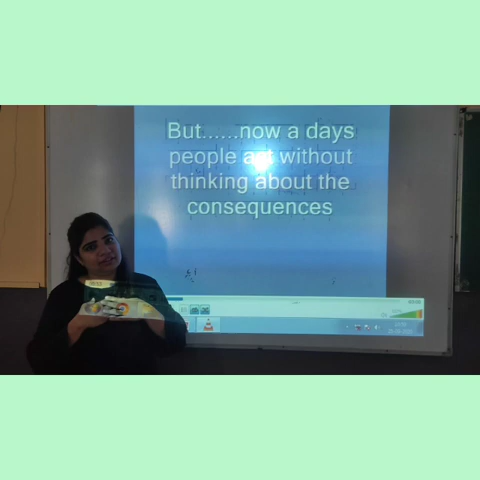 But......now a days
people act without
thinking about the
consequences